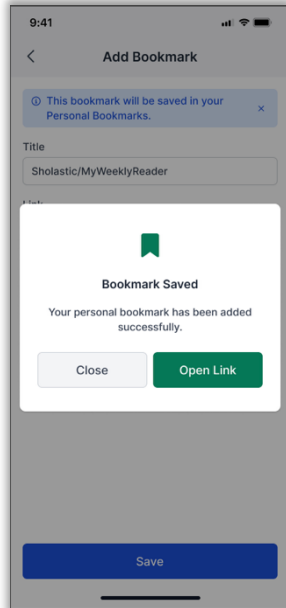 9:41
Add Bookmark
This bookmark will be saved in your
Personal Bookmarks.
Title
Sholastic/MyWeeklyReader
Link
Bookmark Saved
Your personal bookmark has been added
successfully.
Close
Open Link
Save